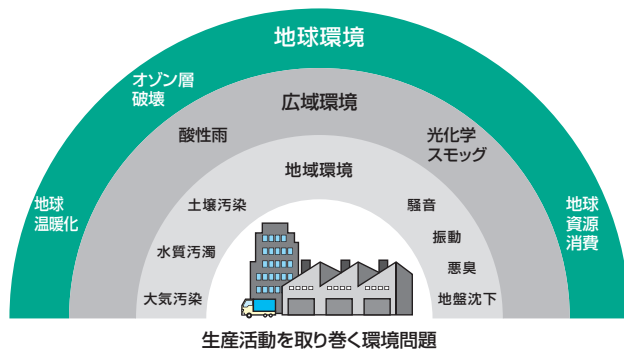 地球環境
オゾン層
破壊
広域環境
酸性雨
光化学
スモッグ
地域環境
地球
温暖化
土壌汚染
騒音
地球
資源
消費
水質汚濁
振動
悪臭
大気汚染
地盤沈下
生産活動を取り巻く環境問題